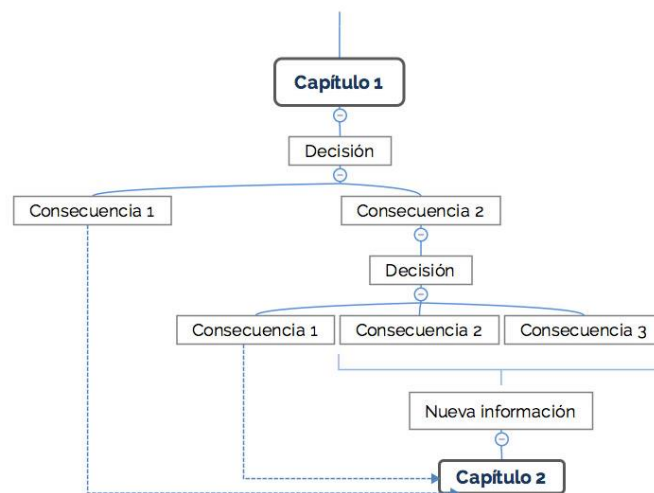 Capítulo 1
Decisión
Consecuencia 1
Consecuencia 2
Decisión
Consecuencia 1
Consecuencia 2
Consecuencia 3
Nueva información
Capítulo 2